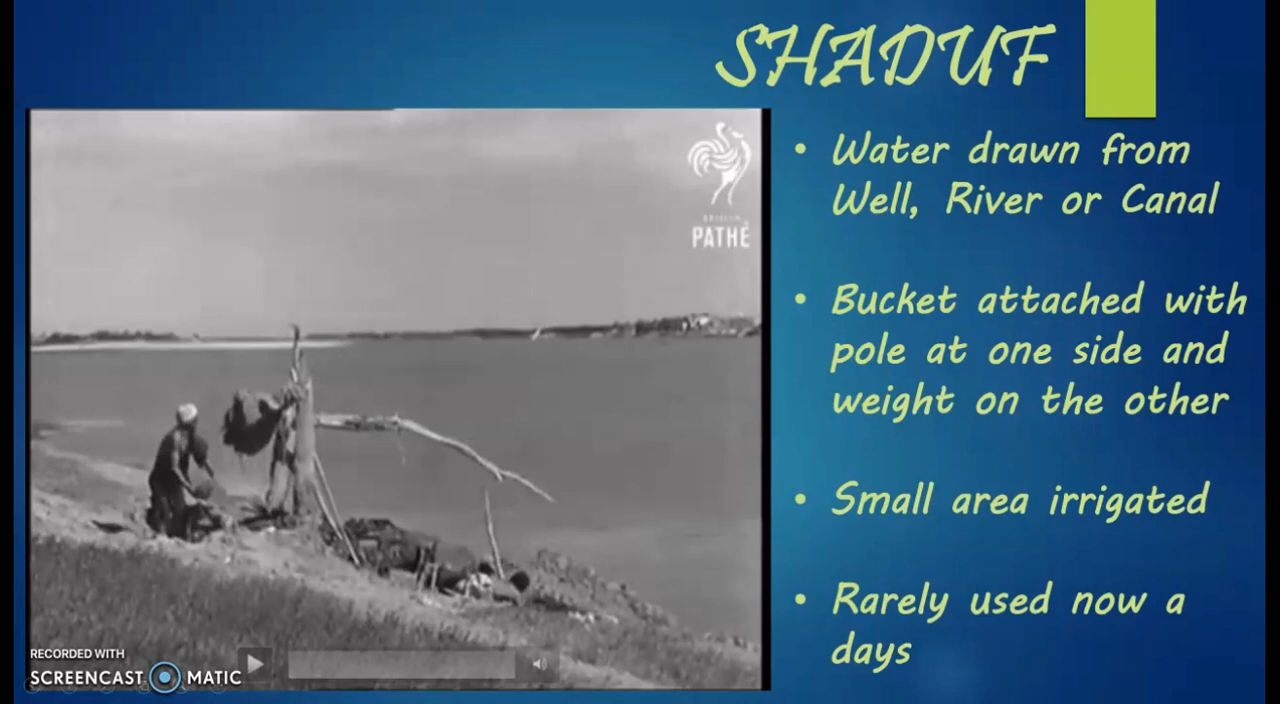 SHADUF
BRITISH
PATHÉ
• Water drawn from
Well, River or Canal
• Bucket attached with
pole at one side and
weight on the other
• Small area irrigated
• Rarely used now a
days
RECORDED WITH
SCREENCAST MATIC